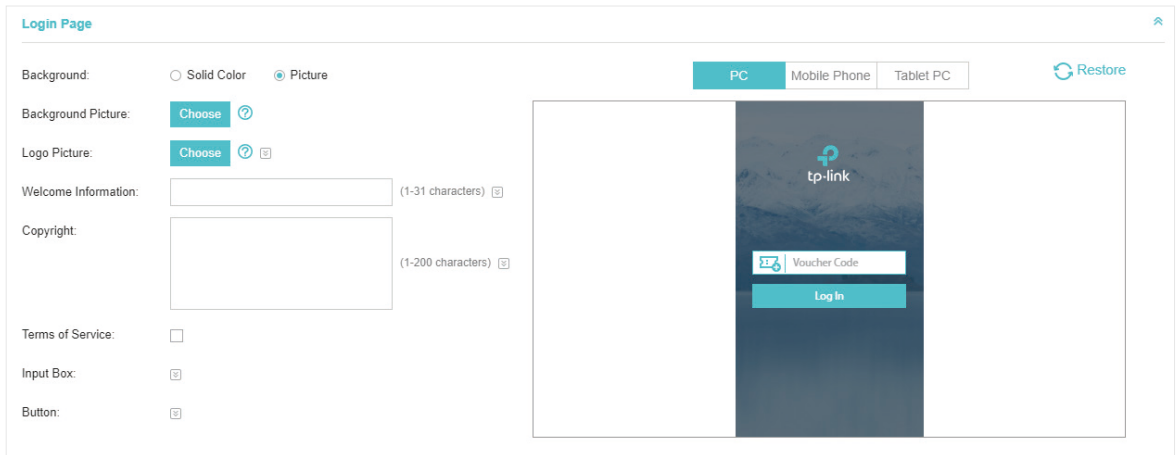 Login Page
Background: Solid Color Picture
Background Picture: Choose
Logo Picture: Choose
Welcome Information: (1-31 characters)
Copyright: (1-200 characters)
Terms of Service:
Input Box:
Button:
PC Mobile Phone Tablet PC Restore
tp-link
Voucher Code
Log In